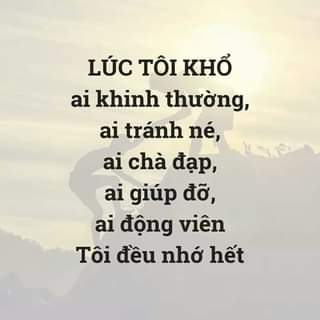 LÚC TÔI KHỔ
ai khinh thường,
ai tránh né,
ai chà đạp,
ai giúp đỡ,
ai động viên
Tôi đều nhớ hết